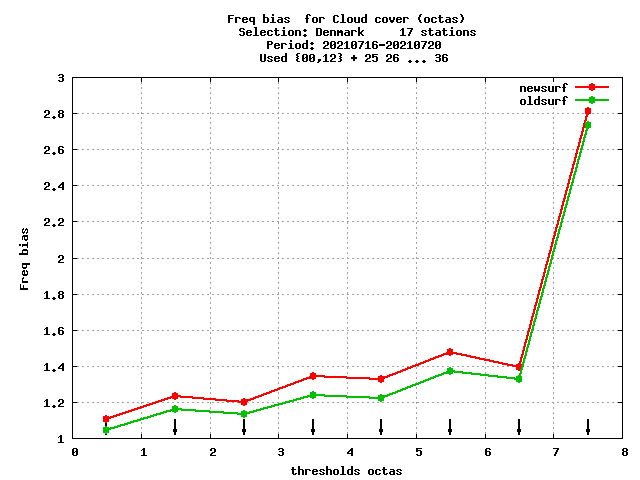 Freq bias  for Cloud cover (octas)
Selection: Denmark     17 stations
Period: 20210716-20210720
Used {00,12} + 25 26 ... 36
newsurf
oldsurf
3
2.8
2.6
2.4
2.2
2
1.8
1.6
1.4
1.2
1
Freq bias
0 1 2 3 4 5 6 7 8
thresholds octas